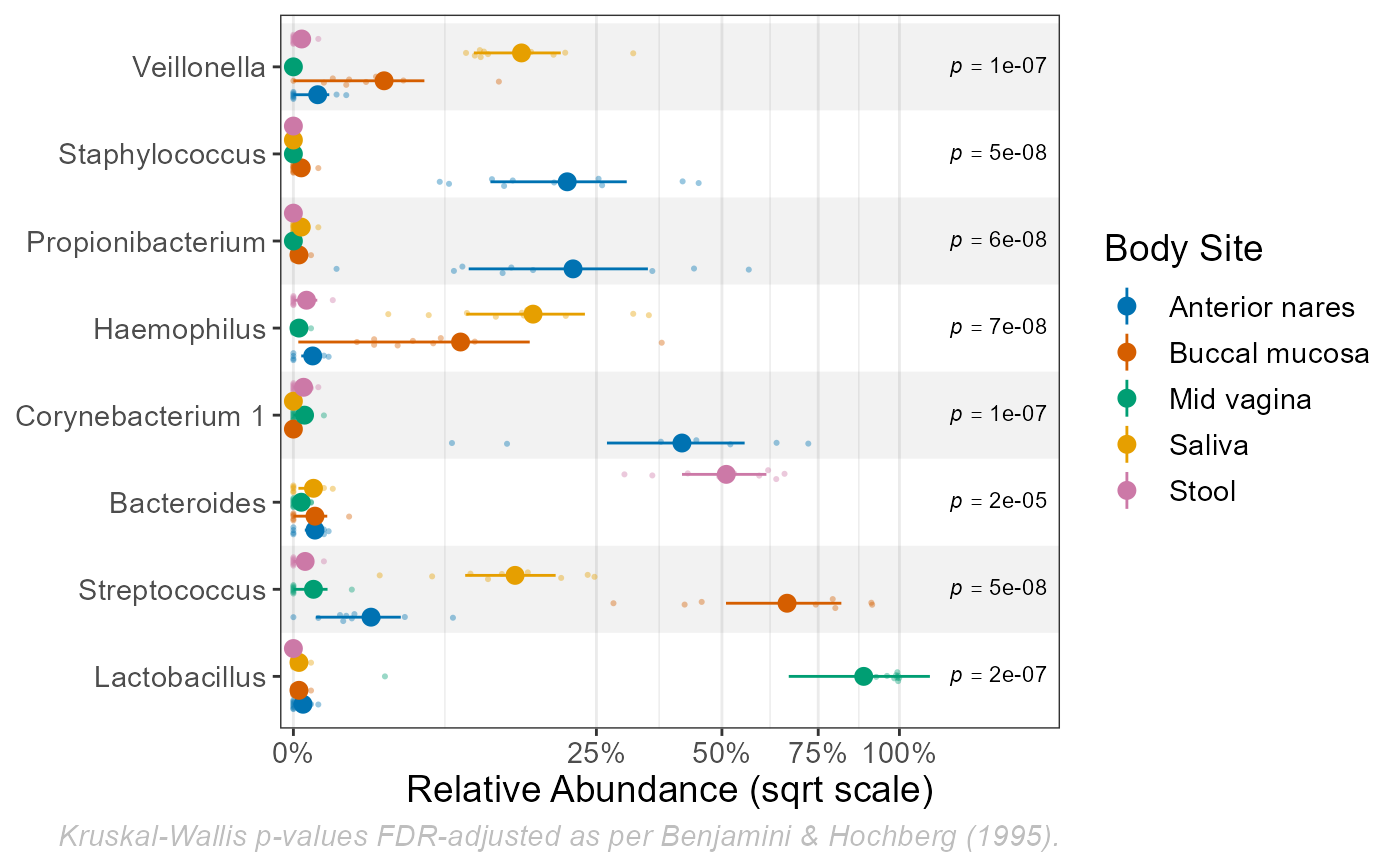 Veillonella
p = 1e-07
Staphylococcus
p = 5e-08
Propionibacterium
p = 6e-08
Haemophilus
p = 7e-08
Corynebacterium 1
p = 1e-07
Bacteroides
p = 2e-05
Streptococcus
p = 5e-08
Lactobacillus
p = 2e-07
0% 25% 50% 75% 100%
Relative Abundance (sqrt scale)
Kruskal-Wallis p-values FDR-adjusted as per Benjamini & Hochberg (1995).
Body Site
Anterior nares
Buccal mucosa
Mid vagina
Saliva
Stool